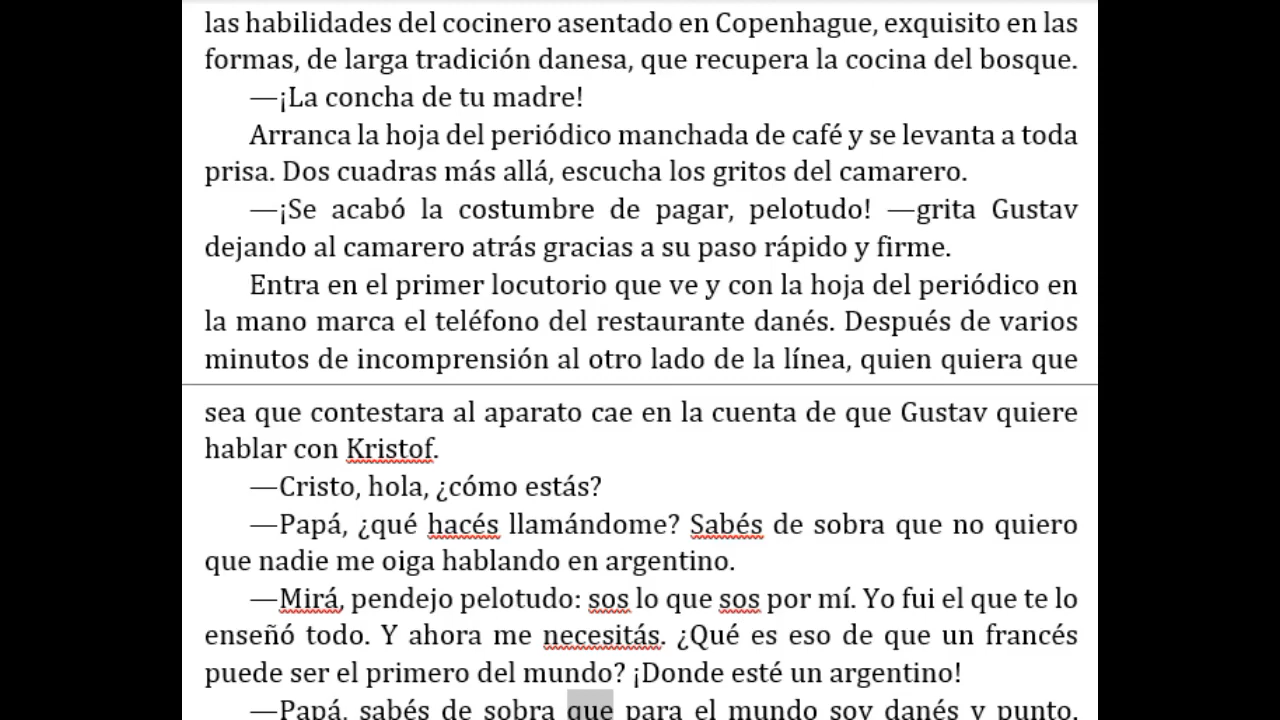 las habilidades del cocinero asentado en Copenhague, exquisito en las
formas, de larga tradición danesa, que recupera la cocina del bosque.
—¡La concha de tu madre!
Arranca la hoja del periódico manchada de café y se levanta a toda
prisa. Dos cuadras más allá, escucha los gritos del camarero.
—¡Se acabó la costumbre de pagar, pelotudo! —grita Gustav
dejando al camarero atrás gracias a su paso rápido y firme.
Entra en el primer locutorio que ve y con la hoja del periódico en
la mano marca el teléfono del restaurante danés. Después de varios
minutos de incomprensión al otro lado de la línea, quien quiera que
sea que contestara al aparato cae en la cuenta de que Gustav quiere
hablar con Kristof.
—Cristo, hola, ¿cómo estás?
—Papá, ¿qué hacés llamándome? Sabés de sobra que no quiero
que nadie me oiga hablando en argentino.
—Mirá, pendejo pelotudo: sos lo que sos por mí. Yo fui el que te lo
enseñó todo. Y ahora me necesitás. ¿Qué es eso de que un francés
puede ser el primero del mundo? ¡Donde esté un argentino!
—Papá, sabés de sobra que para el mundo soy danés y punto.